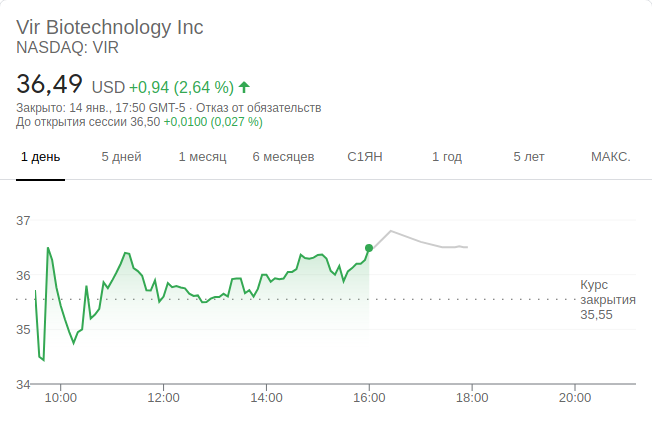 Vir Biotechnology Inc
NASDAQ: VIR
36,49 USD +0,94 (2,64 %)
Закрыто: 14 янв., 17:50 GMT-5 · Отказ от обязательств
До открытия сессии 36,50 +0,0100 (0,027 %)
1 день 5 дней 1 месяц 6 месяцев С1ЯН 1 год 5 лет МАКС.
37
36
Курс
закрытия
35,55
35
34
10:00 12:00 14:00 16:00 18:00 20:00